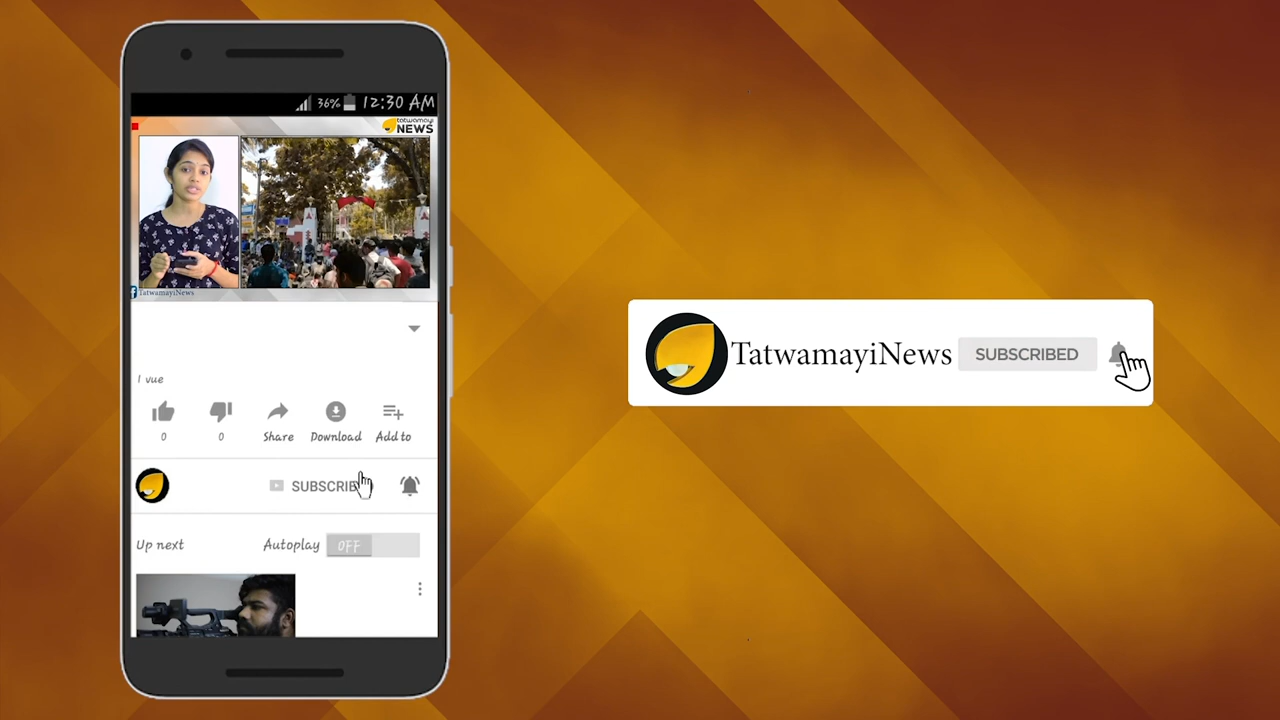 36% 12:30 AM
tatwamayi
NEWS
TatwamayiNews
1 vue
0 0 Share Download Add to
SUBSCRIBE
Up next Autoplay OFF
TatwamayiNews SUBSCRIBED